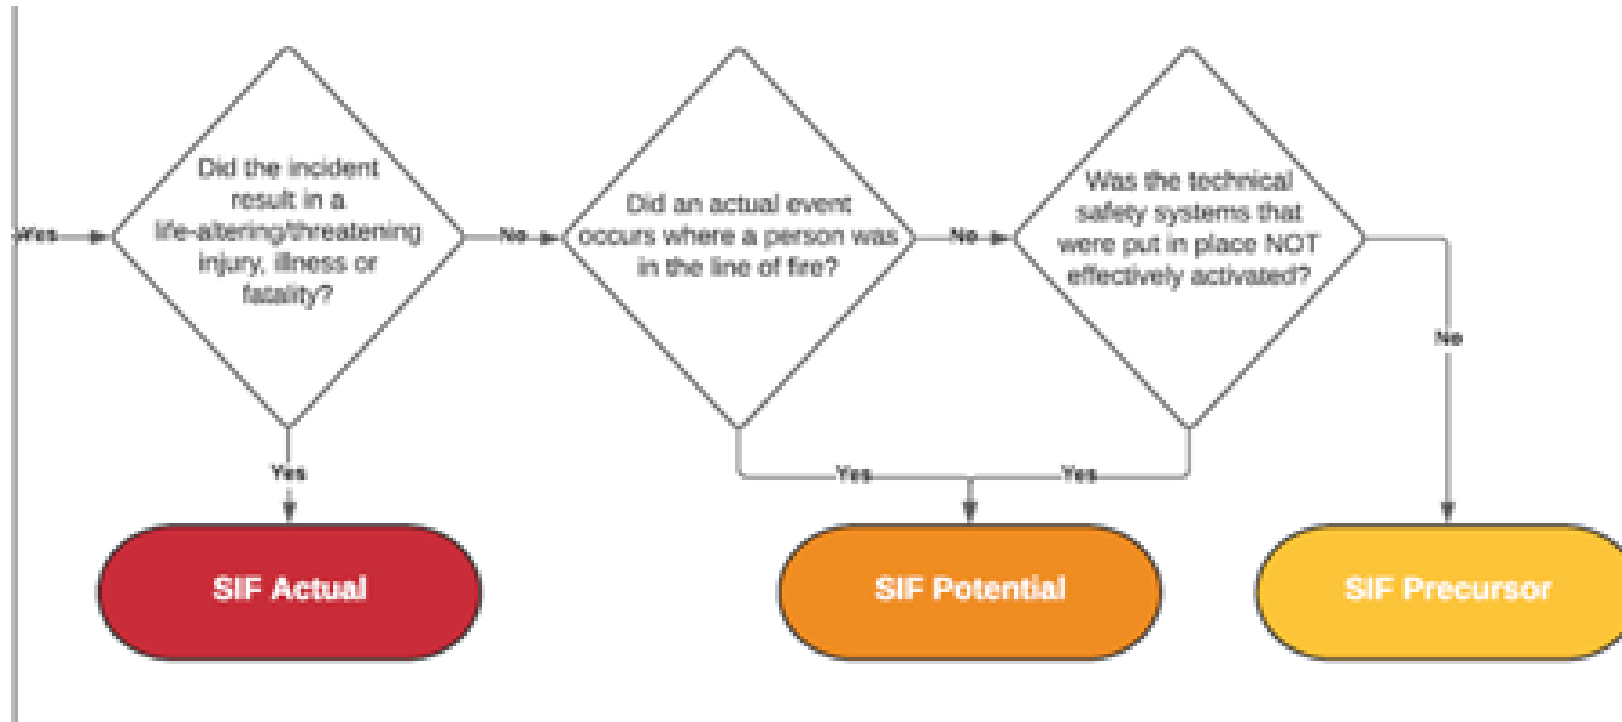 Yes
Did the incident
result in a
life-altering/threatening
injury, illness or
fatality?
No
Did an actual event
occurs where a person was
in the line of fire?
No
Was the technical
safety systems that
were put in place NOT
effectively activated?
No
Yes
Yes
Yes
SIF Actual
SIF Potential
SIF Precursor